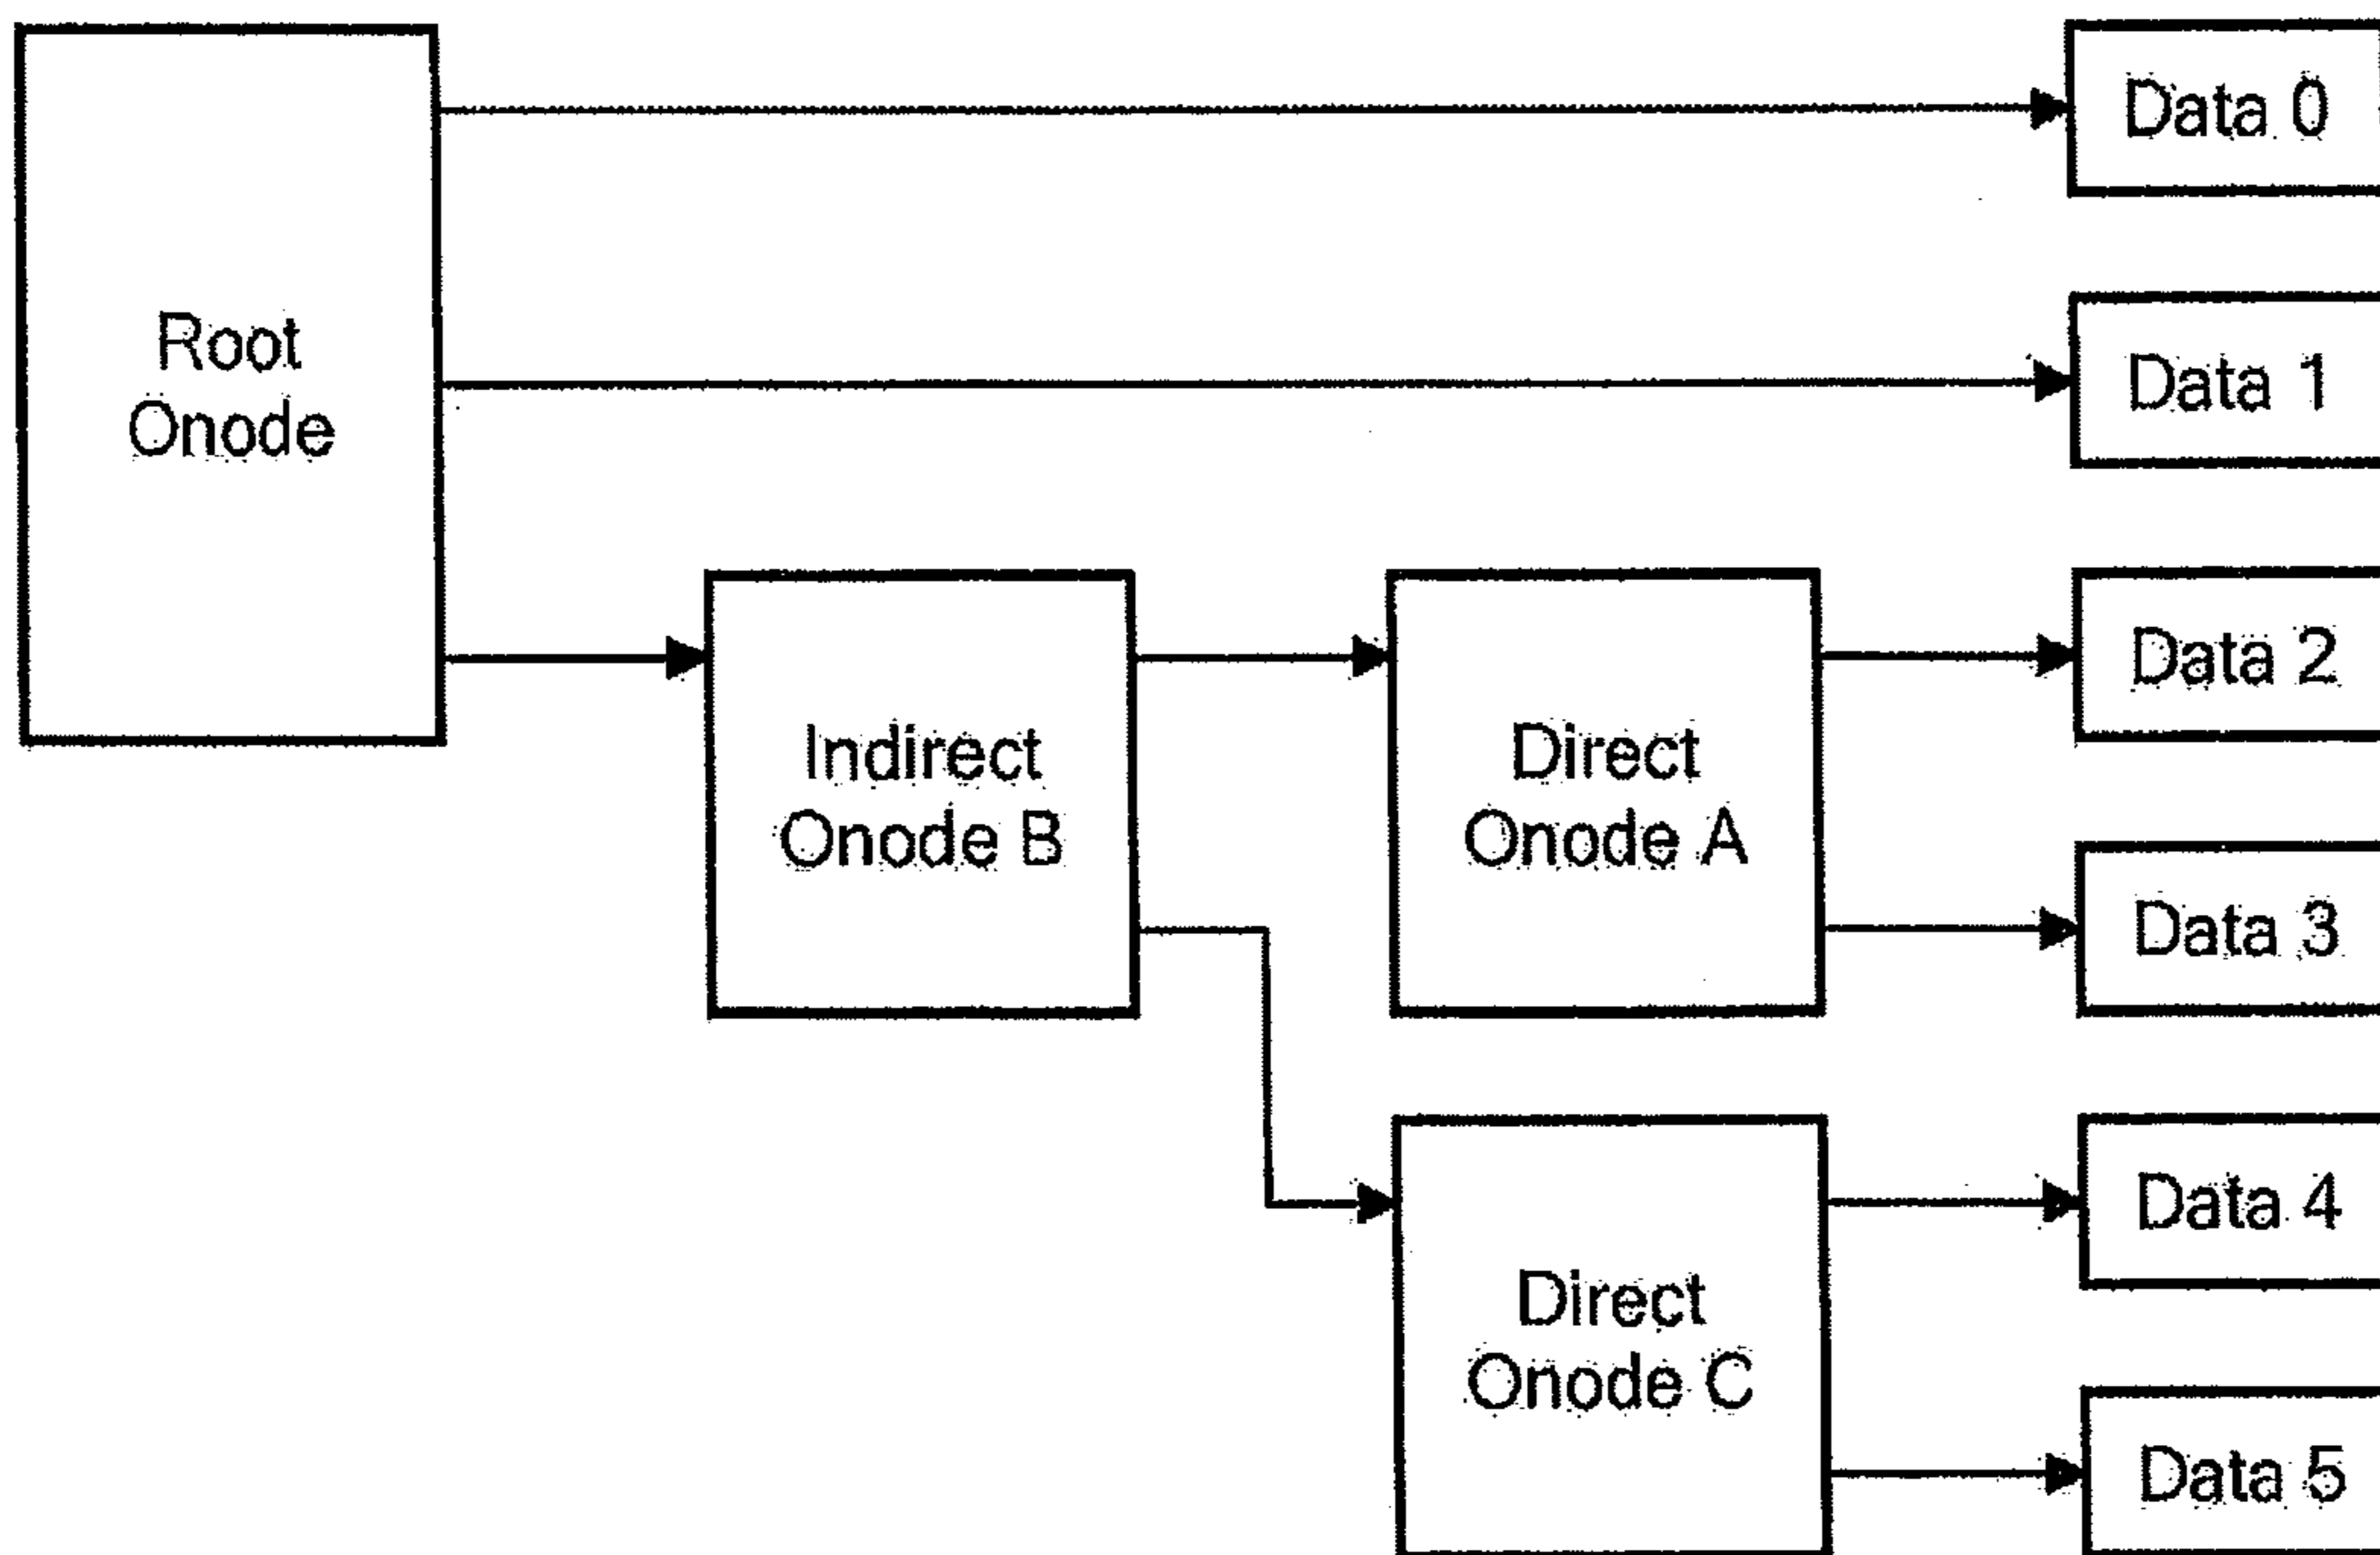 Data 0
Root
Onode
Data 1
Indirect
Onode B
Direct
Onode A
Data 2
Data 3
Direct
Onode C
Data 4
Data 5